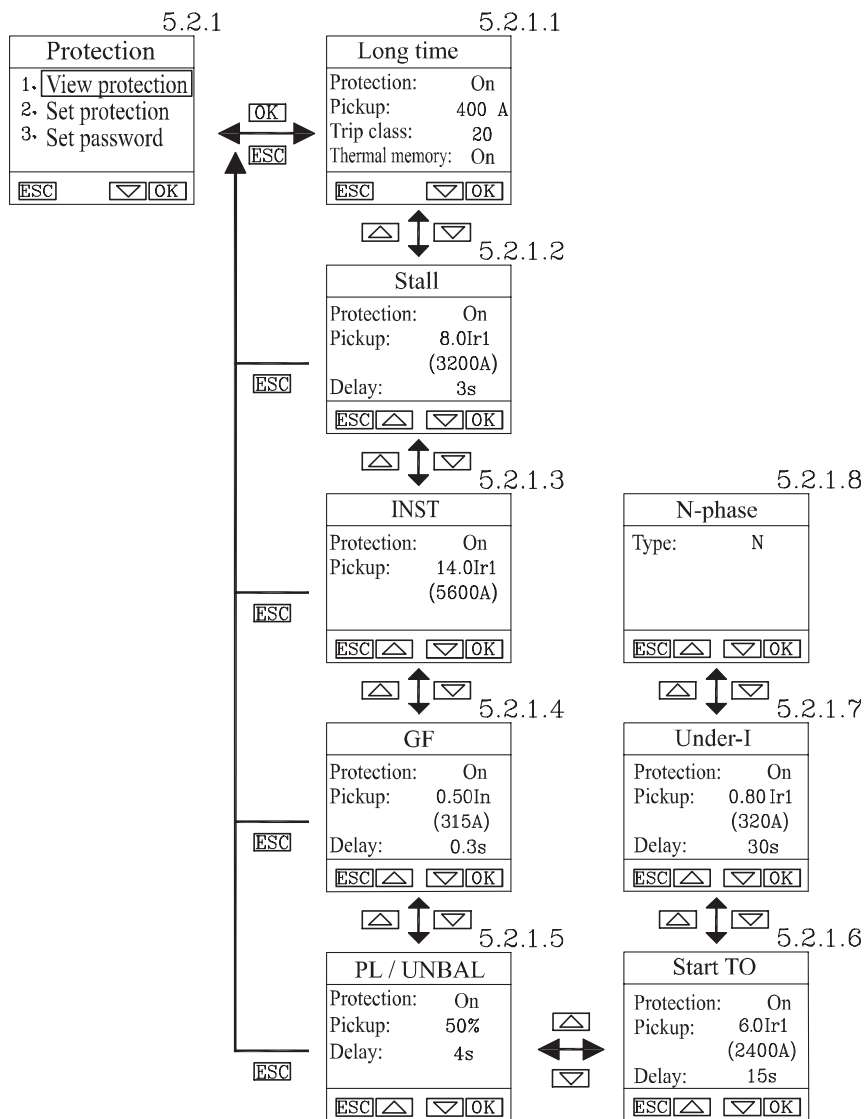 5.2.1
Protection
1. View protection
2. Set protection
3. Set password
ESC OK
OK
ESC
5.2.1.1
Long time
Protection: On
Pickup: 400 A
Trip class: 20
Thermal memory: On
ESC OK
5.2.1.2
Stall
Protection: On
Pickup: 8.0Ir1
(3200A)
Delay: 3s
ESC OK
ESC
5.2.1.3
INST
Protection: On
Pickup: 14.0Ir1
(5600A)
ESC OK
ESC
5.2.1.4
GF
Protection: On
Pickup: 0.50In
(315A)
Delay: 0.3s
ESC OK
ESC
5.2.1.5
PL / UNBAL
Protection: On
Pickup: 50%
Delay: 4s
ESC OK
ESC
5.2.1.6
Start TO
Protection: On
Pickup: 6.0Ir1
(2400A)
Delay: 15s
ESC OK
5.2.1.7
Under-I
Protection: On
Pickup: 0.80Ir1
(320A)
Delay: 30s
ESC OK
5.2.1.8
N-phase
Type: N
ESC OK